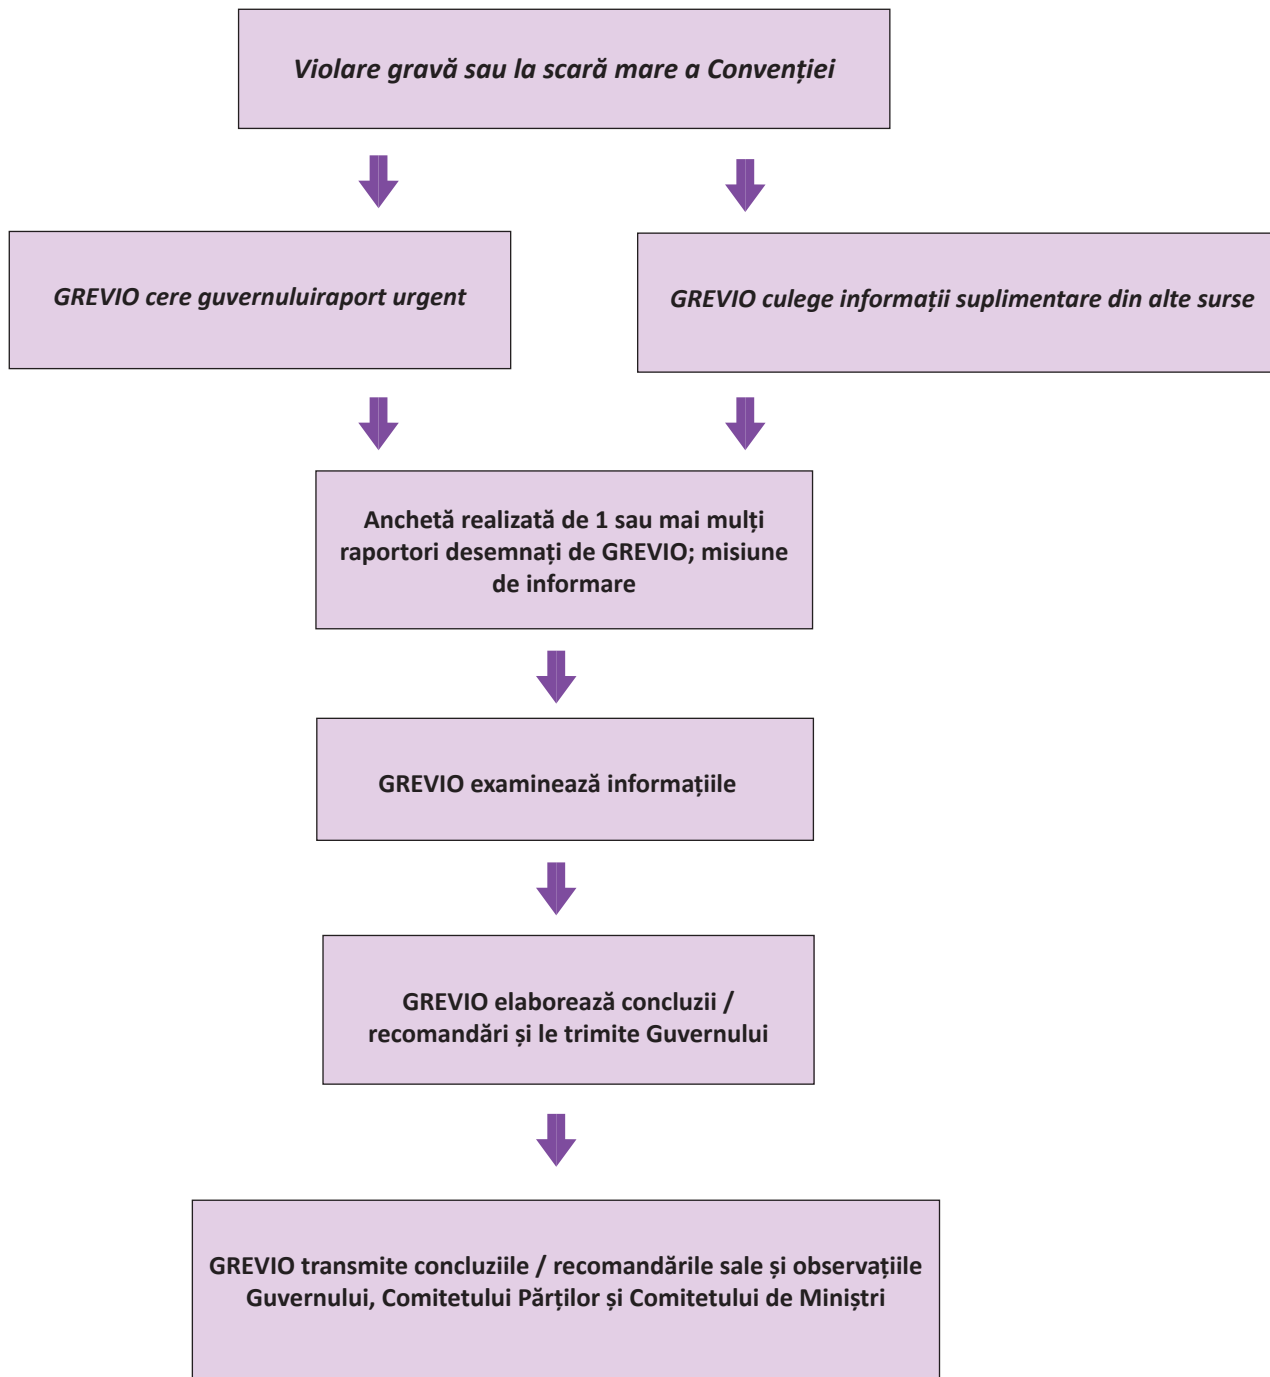 Violare gravă sau la scară mare a Convenției
GREVIO cere guvernuluiraport urgent
GREVIO culege informații suplimentare din alte surse
Anchetă realizată de 1 sau mai mulți
raportori desemnați de GREVIO; misiune
de informare
GREVIO examinează informațiile
GREVIO elaborează concluzii /
recomandări și le trimite Guvernului
GREVIO transmite concluziile / recomandările sale și observațiile
Guvernului, Comitetului Părților și Comitetului de Miniștri